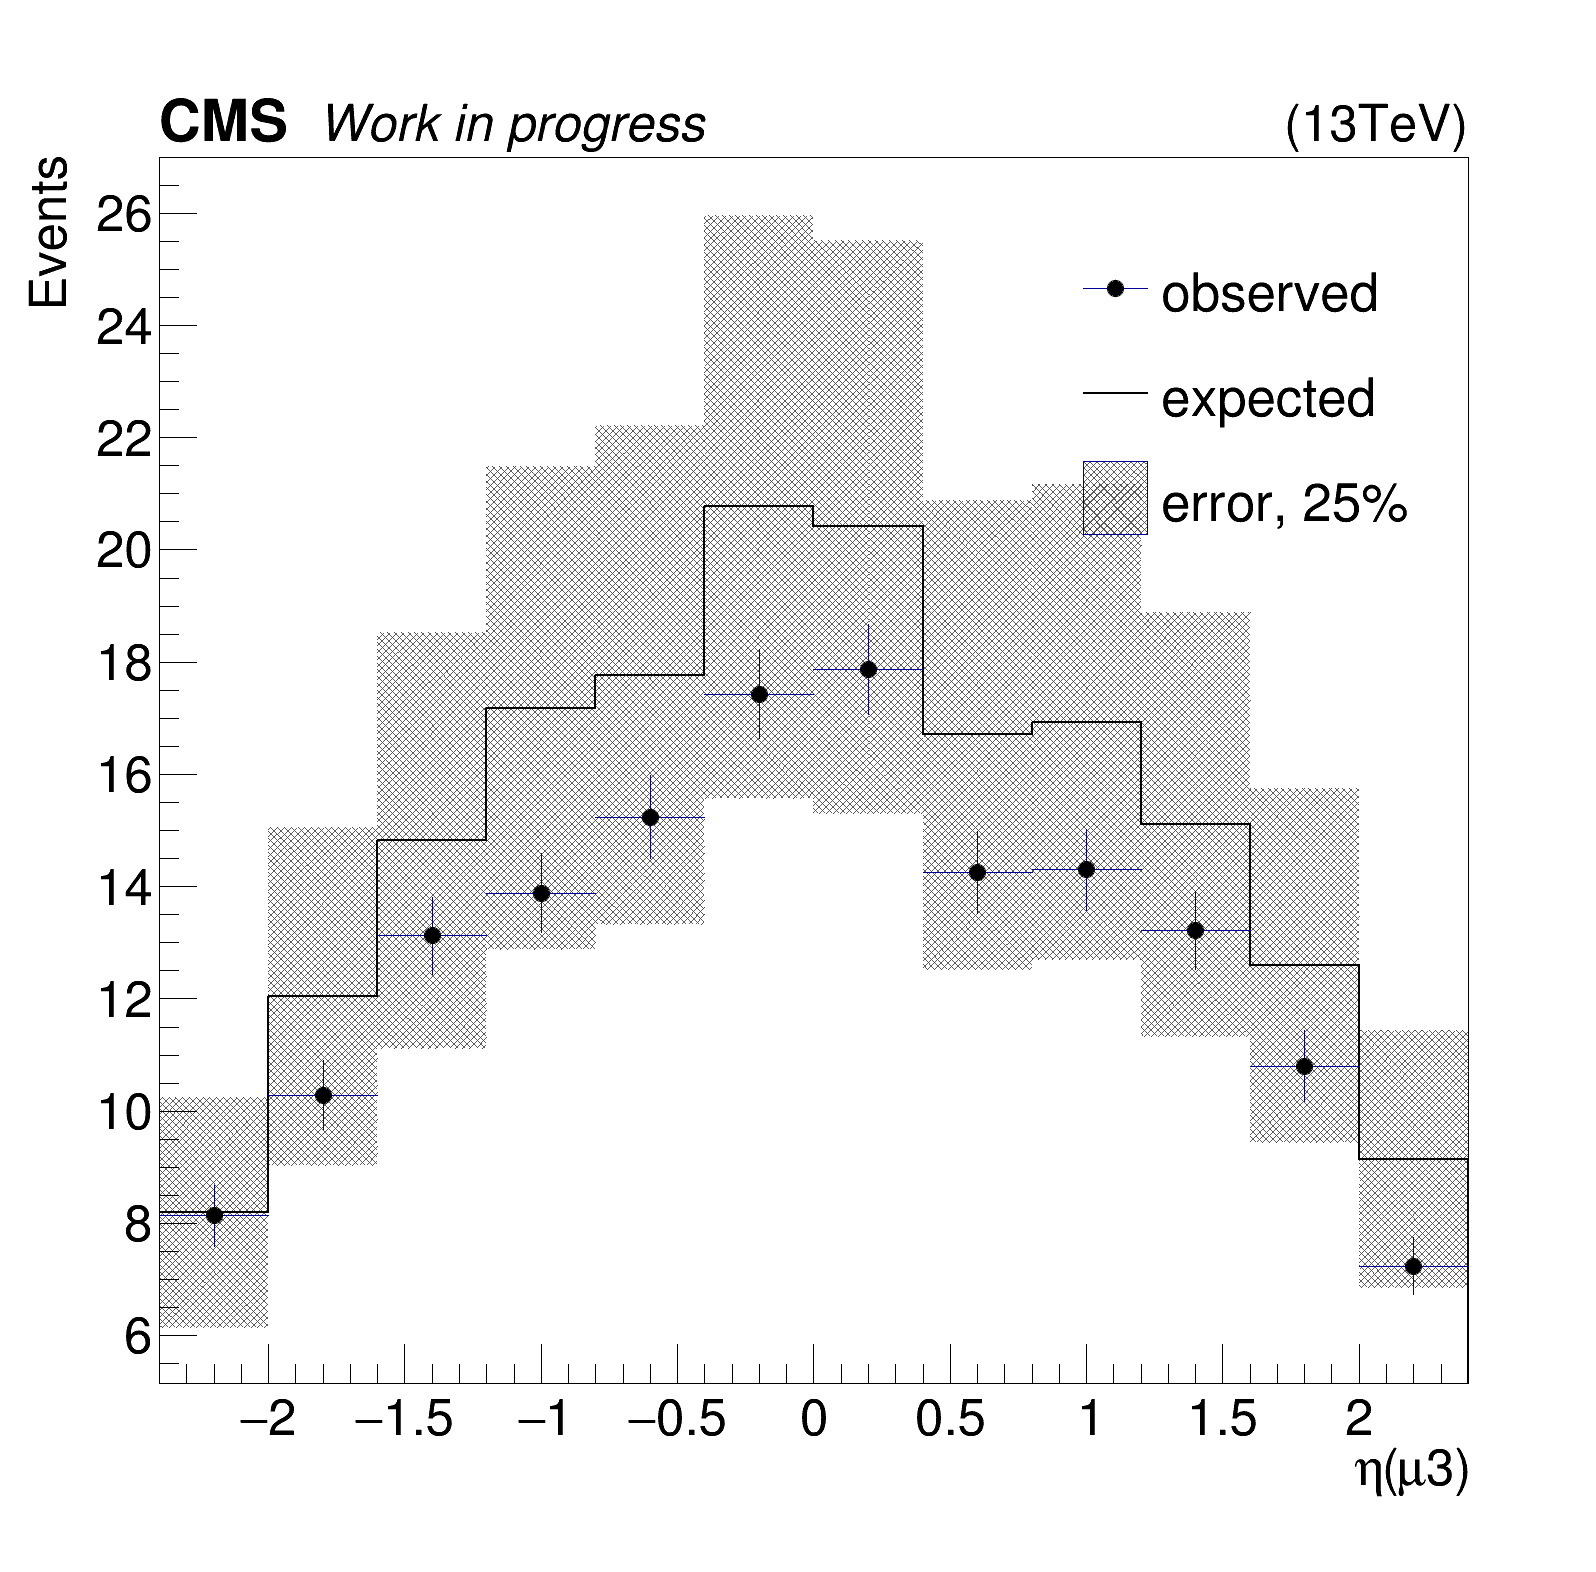 CMS Work in progress (13TeV)
Events
26
24
22
20
18
16
14
12
10
8
6
observed
expected
error, 25%
−2 −1.5 −1 −0.5 0 0.5 1 1.5 2
η(μ3)